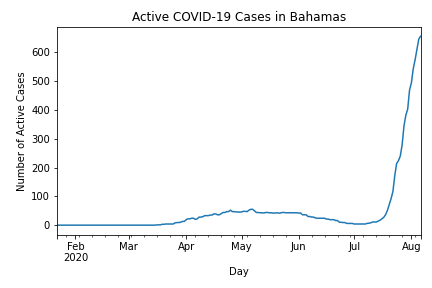 Active COVID-19 Cases in Bahamas
Number of Active Cases
600
500
400
300
200
100
0
Feb Mar Apr May Jun Jul Aug
2020
Day